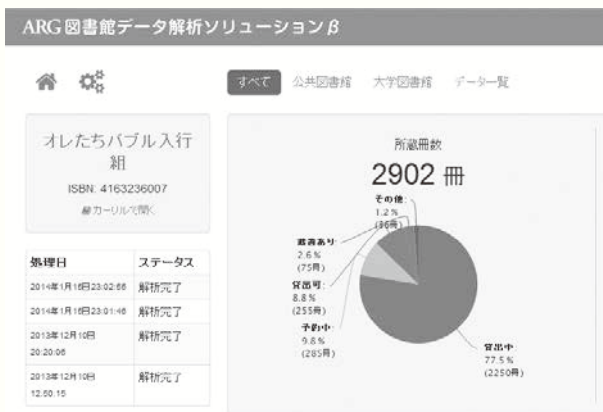 ARG 図書館データ解析ソリューションβ
すべて 公共図書館 大学図書館 データ一覧
オレたちバブル入行
組
ISBN: 4163236007
カーリルで開く
所蔵冊数
2902 冊
その他:
1.2 %
(36冊)
蔵書あり:
2.6 %
(75冊)
貸出可:
8.8 %
(255冊)
予約中:
9.8 %
(285冊)
貸出中:
77.5 %
(2250冊)
処理日 ステータス
2014年1月16日23:02:66 解析完了
2014年1月16日23:01:46 解析完了
2013年12月10日
20:20:06 解析完了
2013年12月10日
12:50:15 解析完了